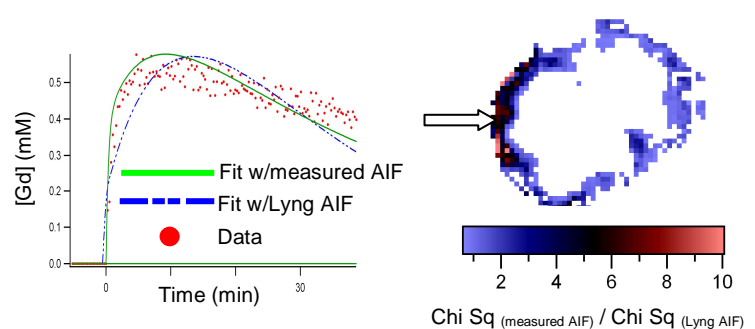 0.5
0.4
0.3
0.2
0.1
0.0
[Gd] (mM)
Fit w/measured AIF
Fit w/Lyng AIF
Data
0
30
Time (min)
2
4
6
8
10
Chi Sq (measured AIF) / Chi Sq (Lyng AIF)